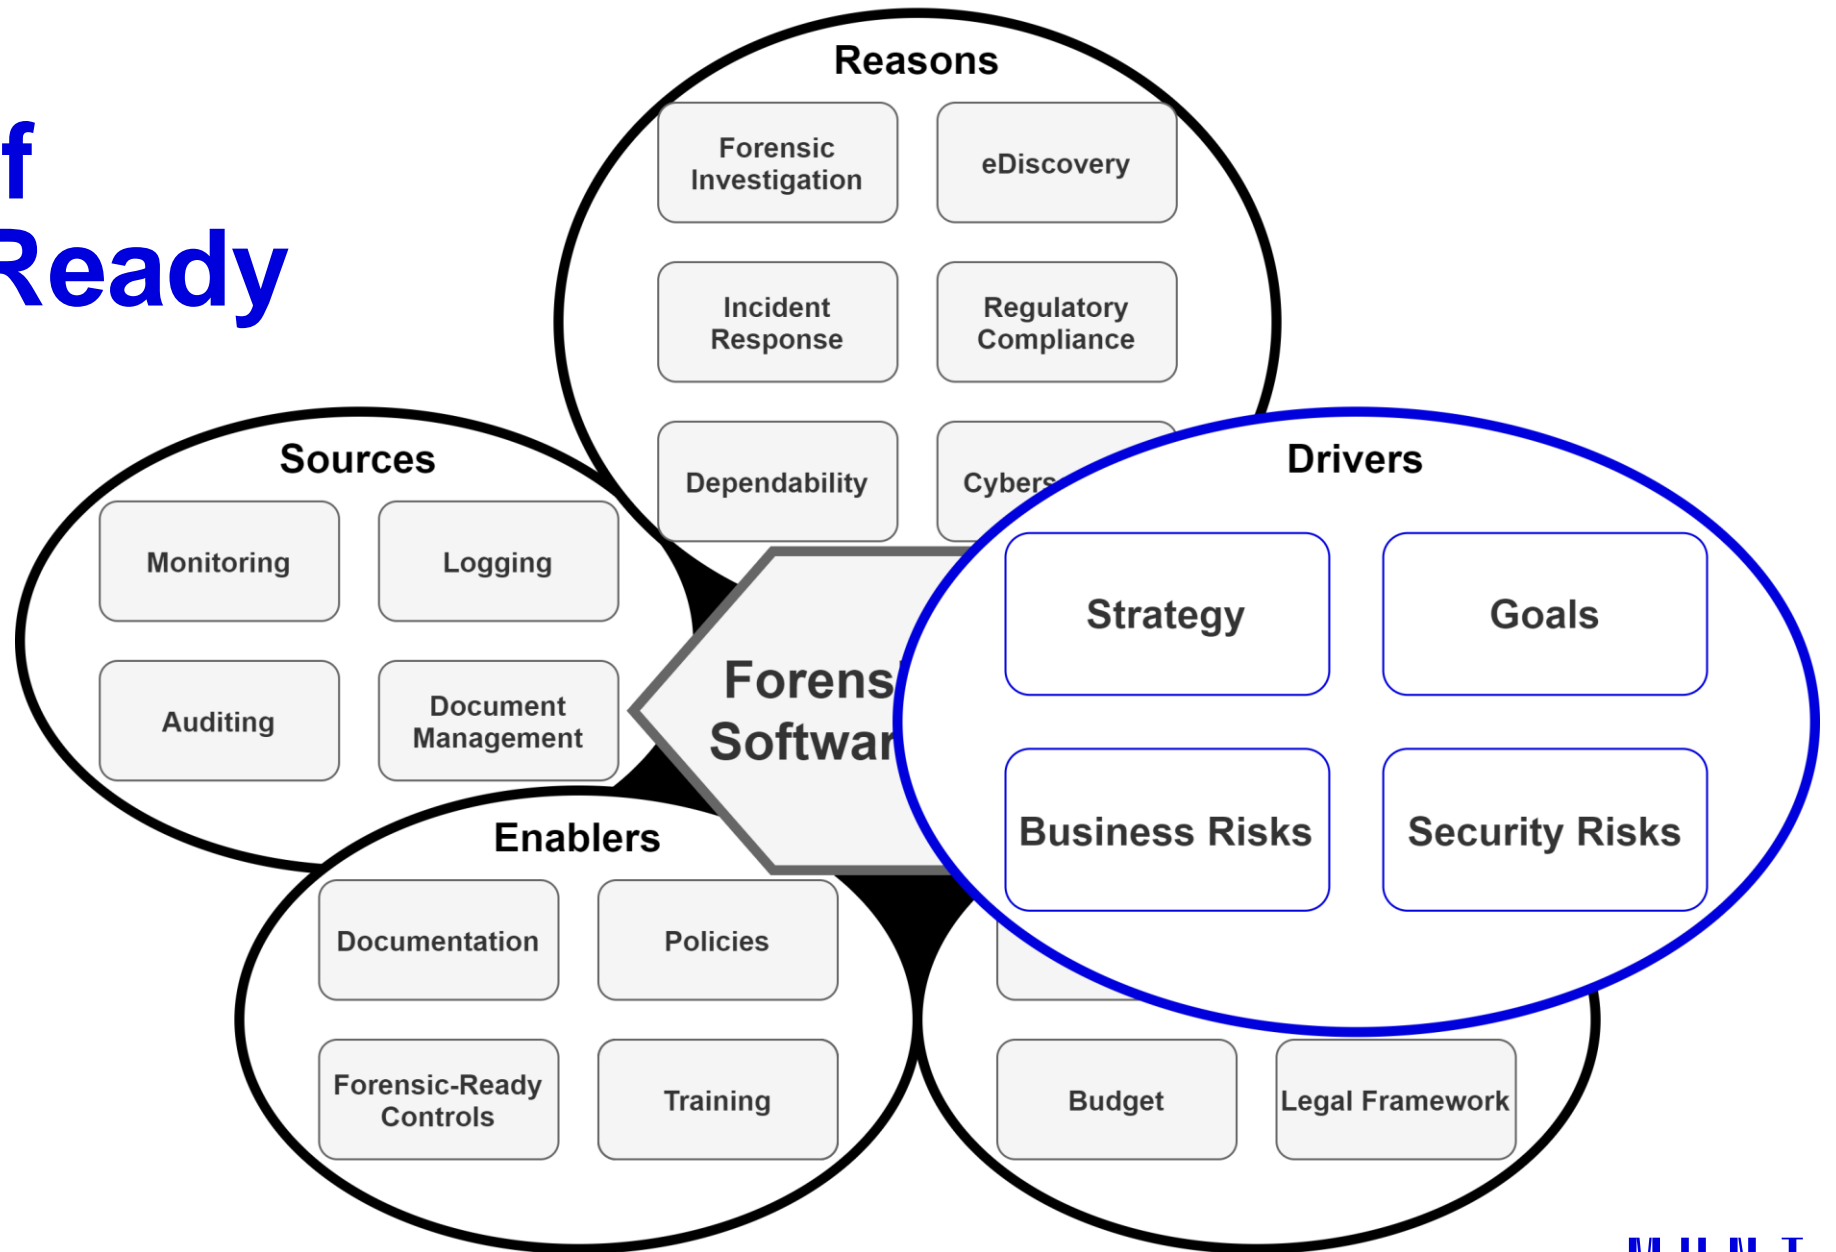 f
Ready
Reasons
Forensic
Investigation
eDiscovery
Incident
Response
Regulatory
Compliance
Dependability
Cybers
Sources
Monitoring
Logging
Auditing
Document
Management
Forens
Softwar
Drivers
Strategy
Goals
Business Risks
Security Risks
Enablers
Documentation
Policies
Forensic-Ready
Controls
Training
Budget
Legal Framework
M U N I